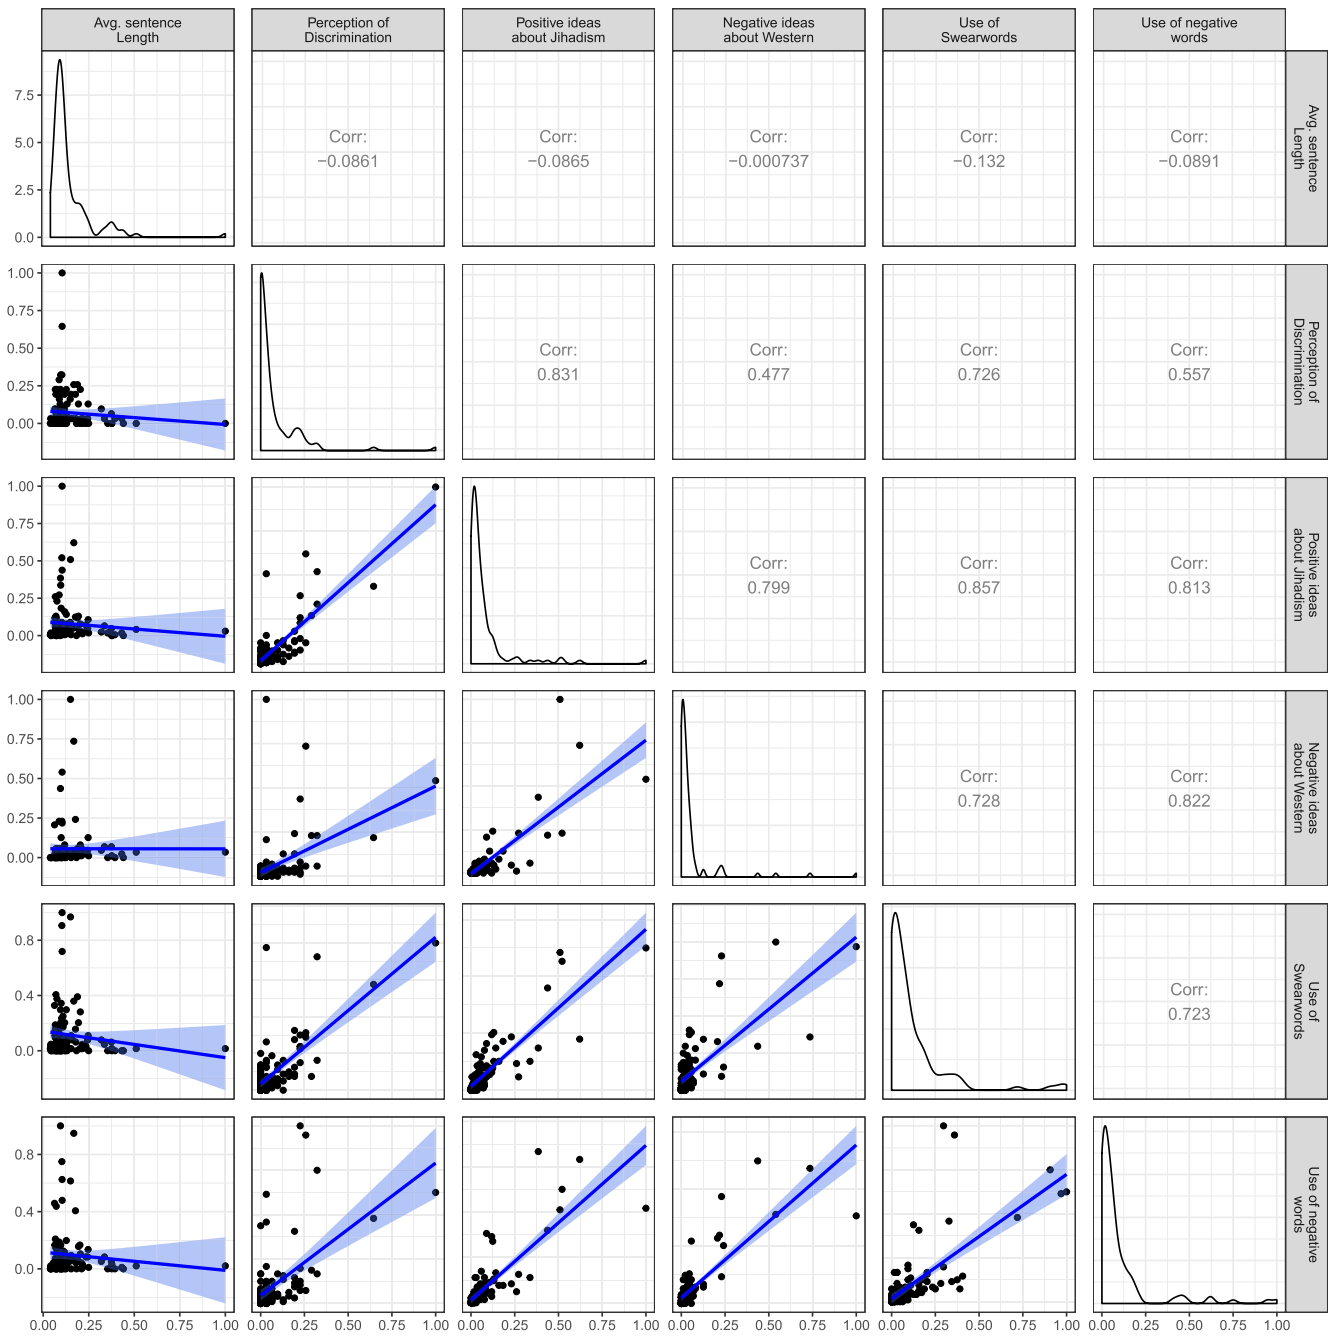 Avg. sentence
Length
Perception of
Discrimination
Positive ideas
about Jihadism
Negative ideas
about Western
Use of
Swearwords
Use of negative
words
7.5
5.0
2.5
0.0
Corr:
−0.0861
Corr:
−0.0865
Corr:
−0.000737
Corr:
−0.132
Corr:
−0.0891
Avg. sentence
Length
1.00
0.75
0.50
0.25
0.00
Corr:
0.831
Corr:
0.477
Corr:
0.726
Corr:
0.557
Perception of
Discrimination
1.00
0.75
0.50
0.25
0.00
Corr:
0.799
Corr:
0.857
Corr:
0.813
Positive ideas
about Jihadism
1.00
0.75
0.50
0.25
0.00
Corr:
0.728
Corr:
0.822
Negative ideas
about Western
0.8
0.4
0.0
Corr:
0.723
Use of
Swearwords
0.8
0.4
0.0
Use of negative
words
0.00 0.25 0.50 0.75 1.00
0.00 0.25 0.50 0.75 1.00
0.00 0.25 0.50 0.75 1.00
0.00 0.25 0.50 0.75 1.00
0.00 0.25 0.50 0.75 1.00
0.00 0.25 0.50 0.75 1.00